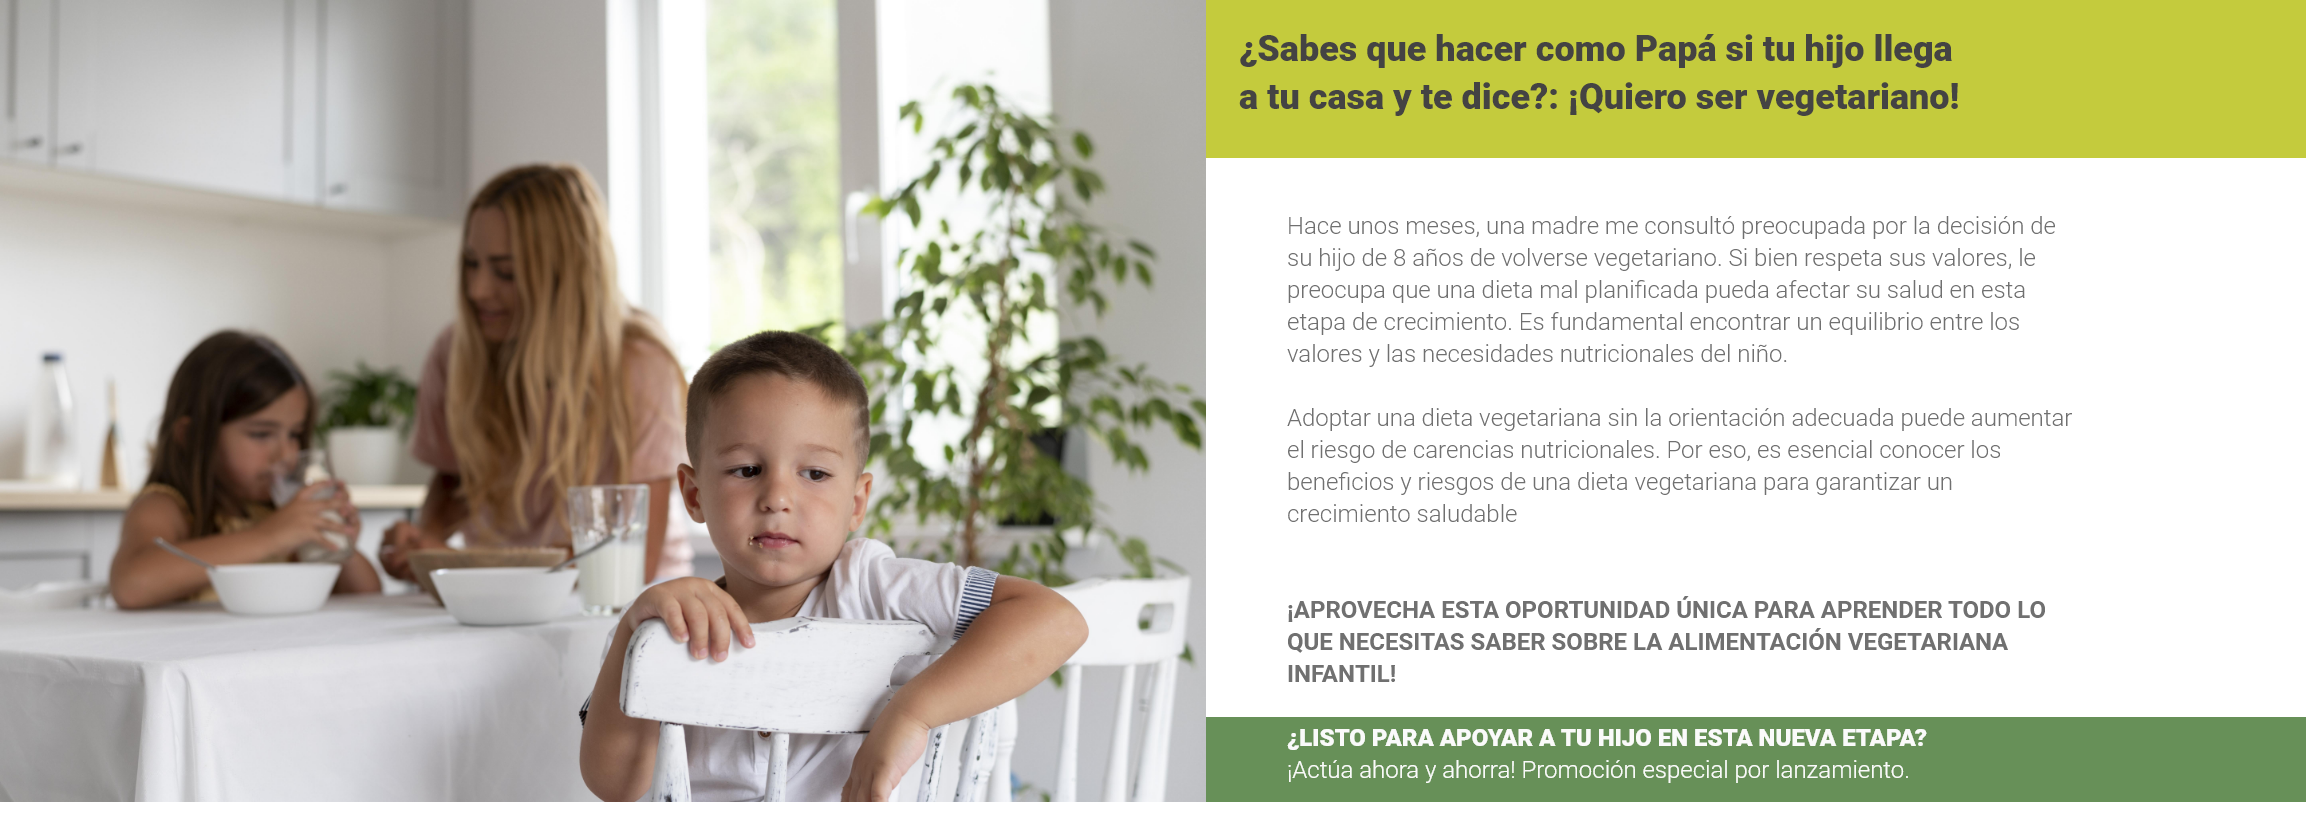 ¿Sabes que hacer como Papá si tu hijo llega
a tu casa y te dice?: ¡Quiero ser vegetariano!
Hace unos meses, una madre me consultó preocupada por la decisión de
su hijo de 8 años de volverse vegetariano. Si bien respeta sus valores, le
preocupa que una dieta mal planificada pueda afectar su salud en esta
etapa de crecimiento. Es fundamental encontrar un equilibrio entre los
valores y las necesidades nutricionales del niño.
Adoptar una dieta vegetariana sin la orientación adecuada puede aumentar
el riesgo de carencias nutricionales. Por eso, es esencial conocer los
beneficios y riesgos de una dieta vegetariana para garantizar un
crecimiento saludable
¡APROVECHA ESTA OPORTUNIDAD ÚNICA PARA APRENDER TODO LO
QUE NECESITAS SABER SOBRE LA ALIMENTACIÓN VEGETARIANA
INFANTIL!
¿LISTO PARA APOYAR A TU HIJO EN ESTA NUEVA ETAPA?
¡Actúa ahora y ahorra! Promoción especial por lanzamiento.